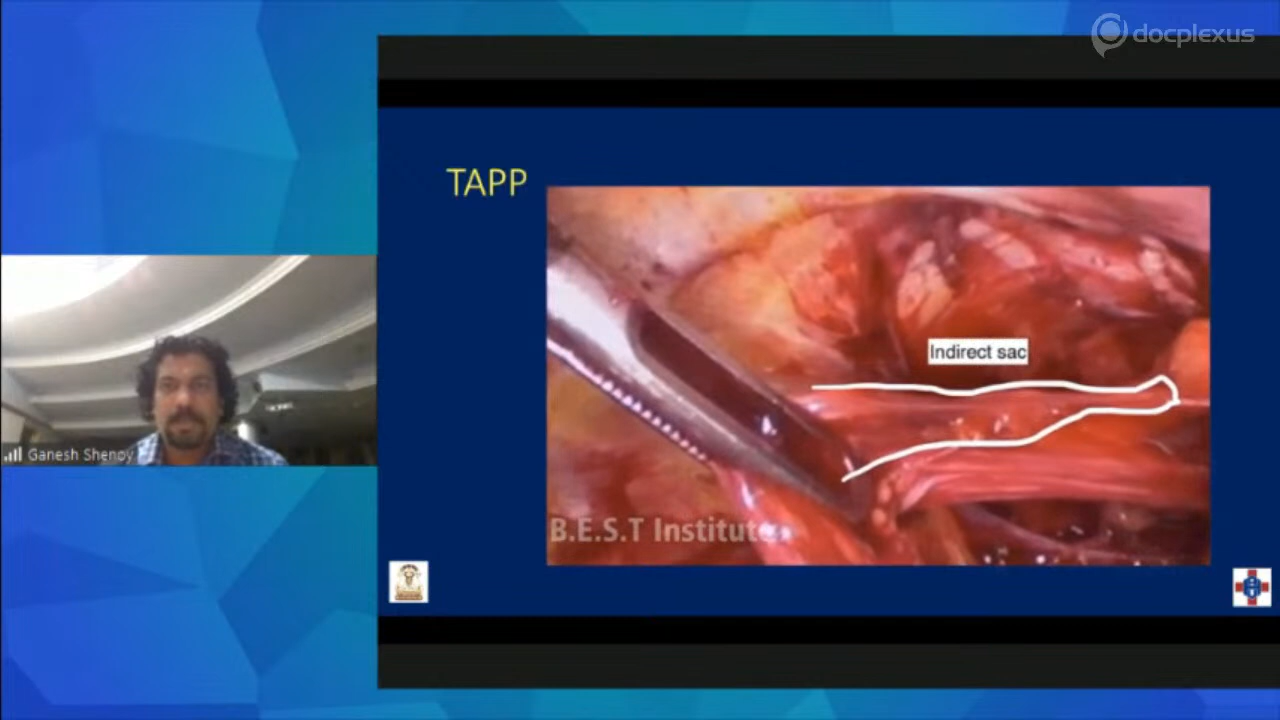 docplexus
TAPP
Indirect sac
Ganesh Shenoy
B.E.S.T Institute